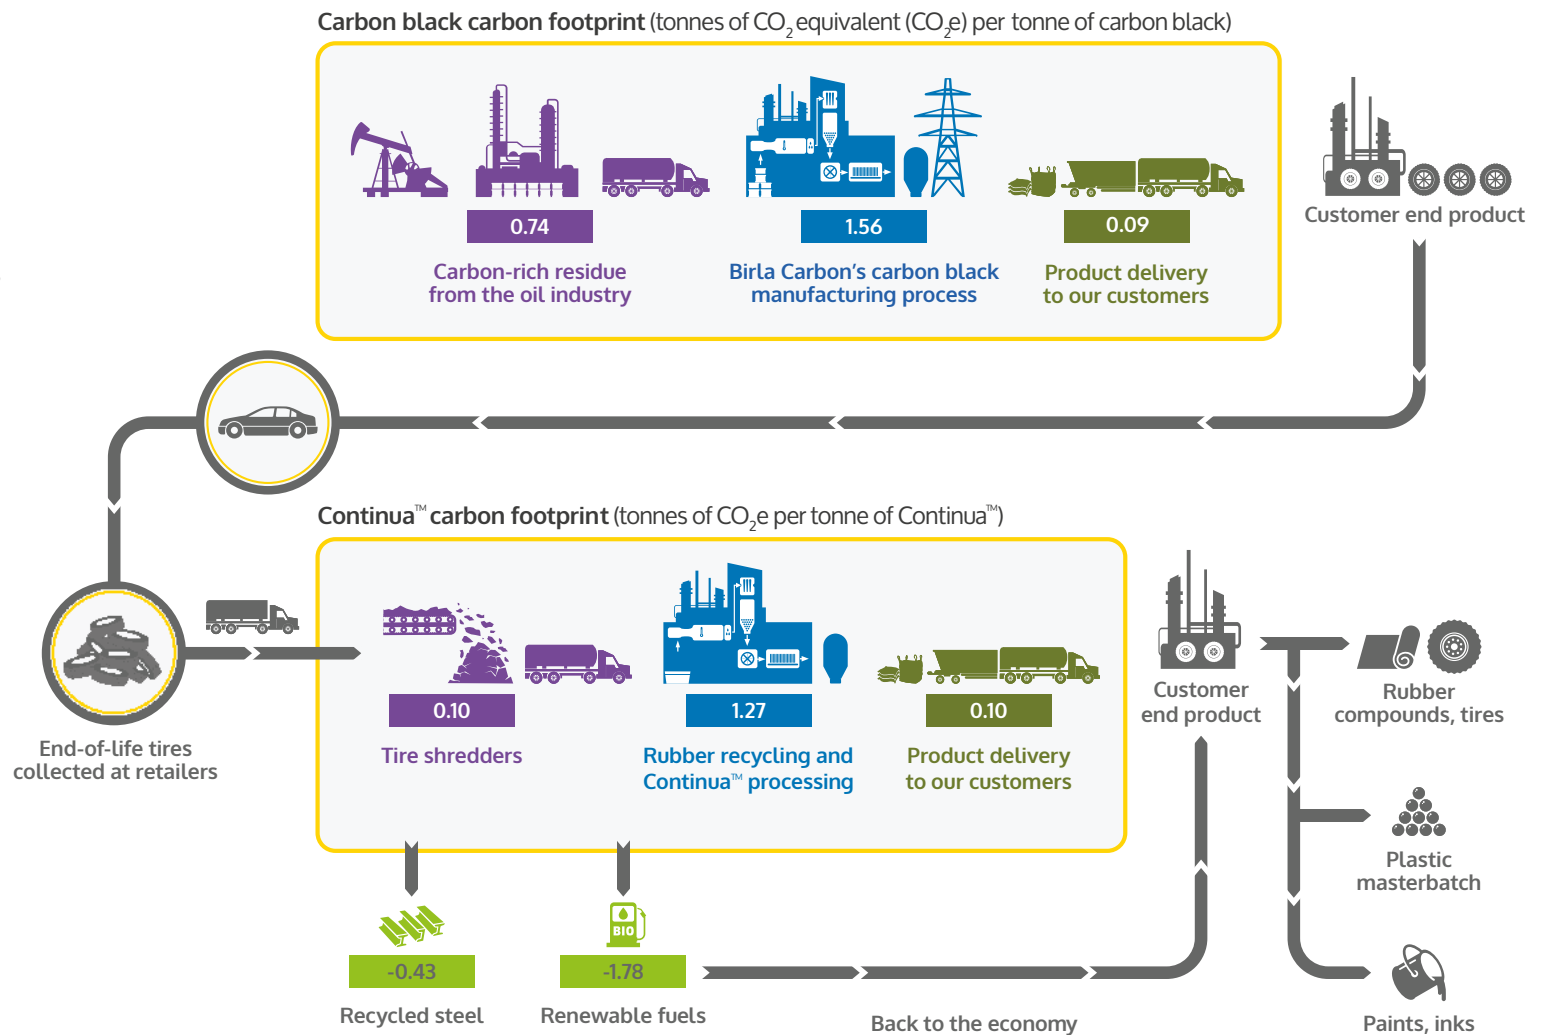 Carbon black carbon footprint (tonnes of CO2 equivalent (CO2e) per tonne of carbon black)
0.74
Carbon-rich residue
from the oil industry
1.56
Birla Carbon’s carbon black
manufacturing process
0.09
Product delivery
to our customers
Customer end product
Continua™ carbon footprint (tonnes of CO2e per tonne of Continua™)
End-of-life tires
collected at retailers
0.10
Tire shredders
1.27
Rubber recycling and
Continua™ processing
0.10
Product delivery
to our customers
Customer
end product
Rubber
compounds, tires
Plastic
masterbatch
Paints, inks
-0.43
Recycled steel
BIO
-1.78
Renewable fuels
Back to the economy